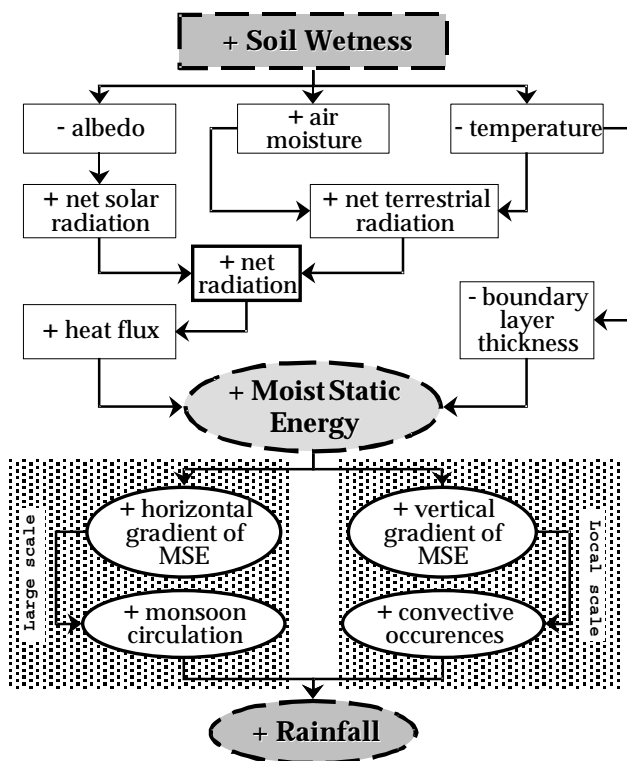 + Soil Wetness
- albedo
+ air
moisture
- temperature
+ net solar
radiation
+ net terrestrial
radiation
+ net
radiation
- boundary
layer
thickness
+ heat flux
+ Moist Static
Energy
Large scale
+ horizontal
gradient of
MSE
+ monsoon
circulation
+ vertical
gradient of
MSE
+ convective
occurences
Local scale
+ Rainfall